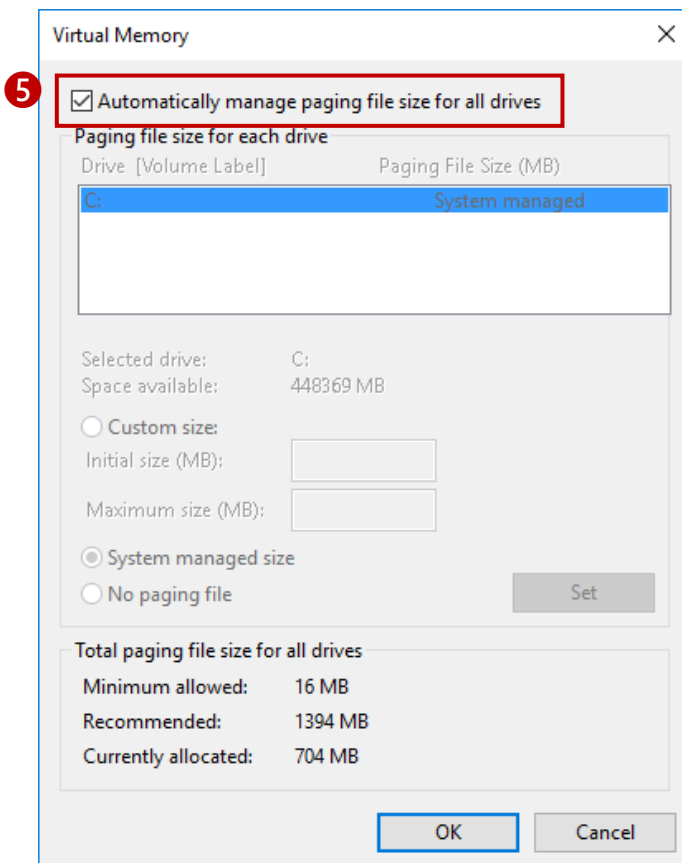 Virtual Memory
5
Automatically manage paging file size for all drives
Paging file size for each drive
Drive [Volume Label] Paging File Size (MB)
C: System managed
Selected drive: C:
Space available: 448369 MB
Custom size:
Initial size (MB):
Maximum size (MB):
System managed size
No paging file Set
Total paging file size for all drives
Minimum allowed: 16 MB
Recommended: 1394 MB
Currently allocated: 704 MB
OK Cancel